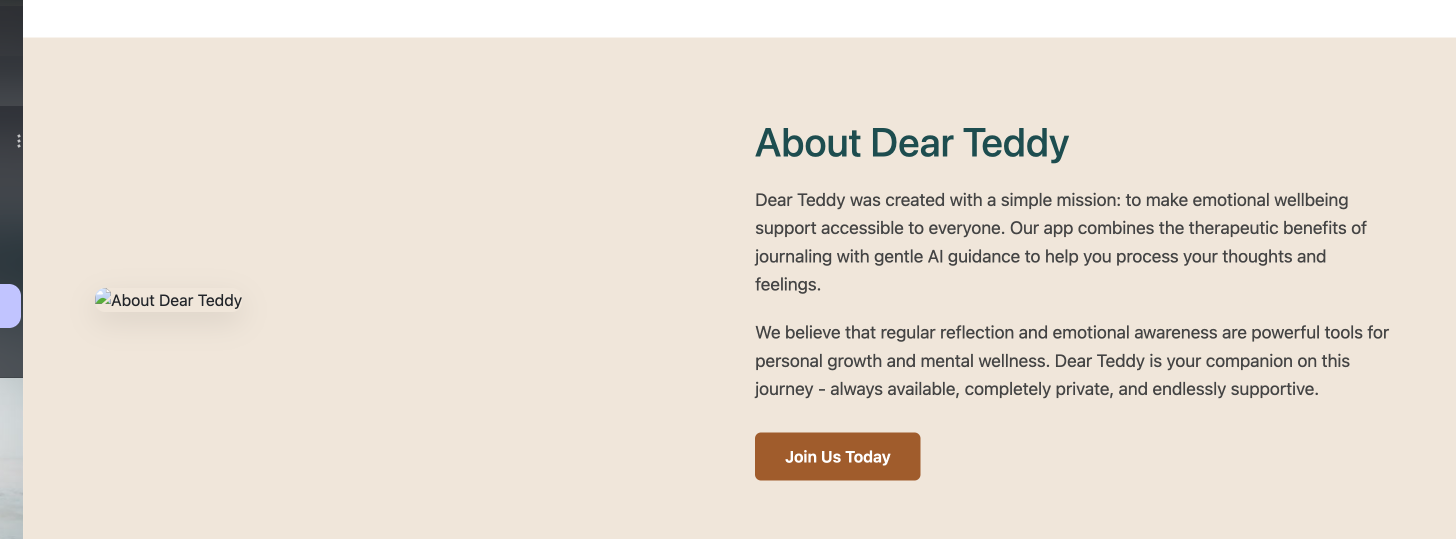 About Dear Teddy
About Dear Teddy
Dear Teddy was created with a simple mission: to make emotional wellbeing
support accessible to everyone. Our app combines the therapeutic benefits of
journaling with gentle AI guidance to help you process your thoughts and
feelings.
We believe that regular reflection and emotional awareness are powerful tools for
personal growth and mental wellness. Dear Teddy is your companion on this
journey - always available, completely private, and endlessly supportive.
Join Us Today